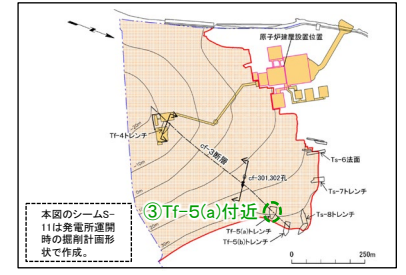 原子炉建屋設置位置
Tf-4トレンチ
cf-3断層
Ts-6法面
cf-301,302孔
Ts-7トレンチ
③Tf-5(a)付近
Ts-8トレンチ
Tf-5(a)トレンチ
Tf-5(b)トレンチ
本図のシームS-
11は発電所運開
時の掘削計画形
状で作成。
0 250m